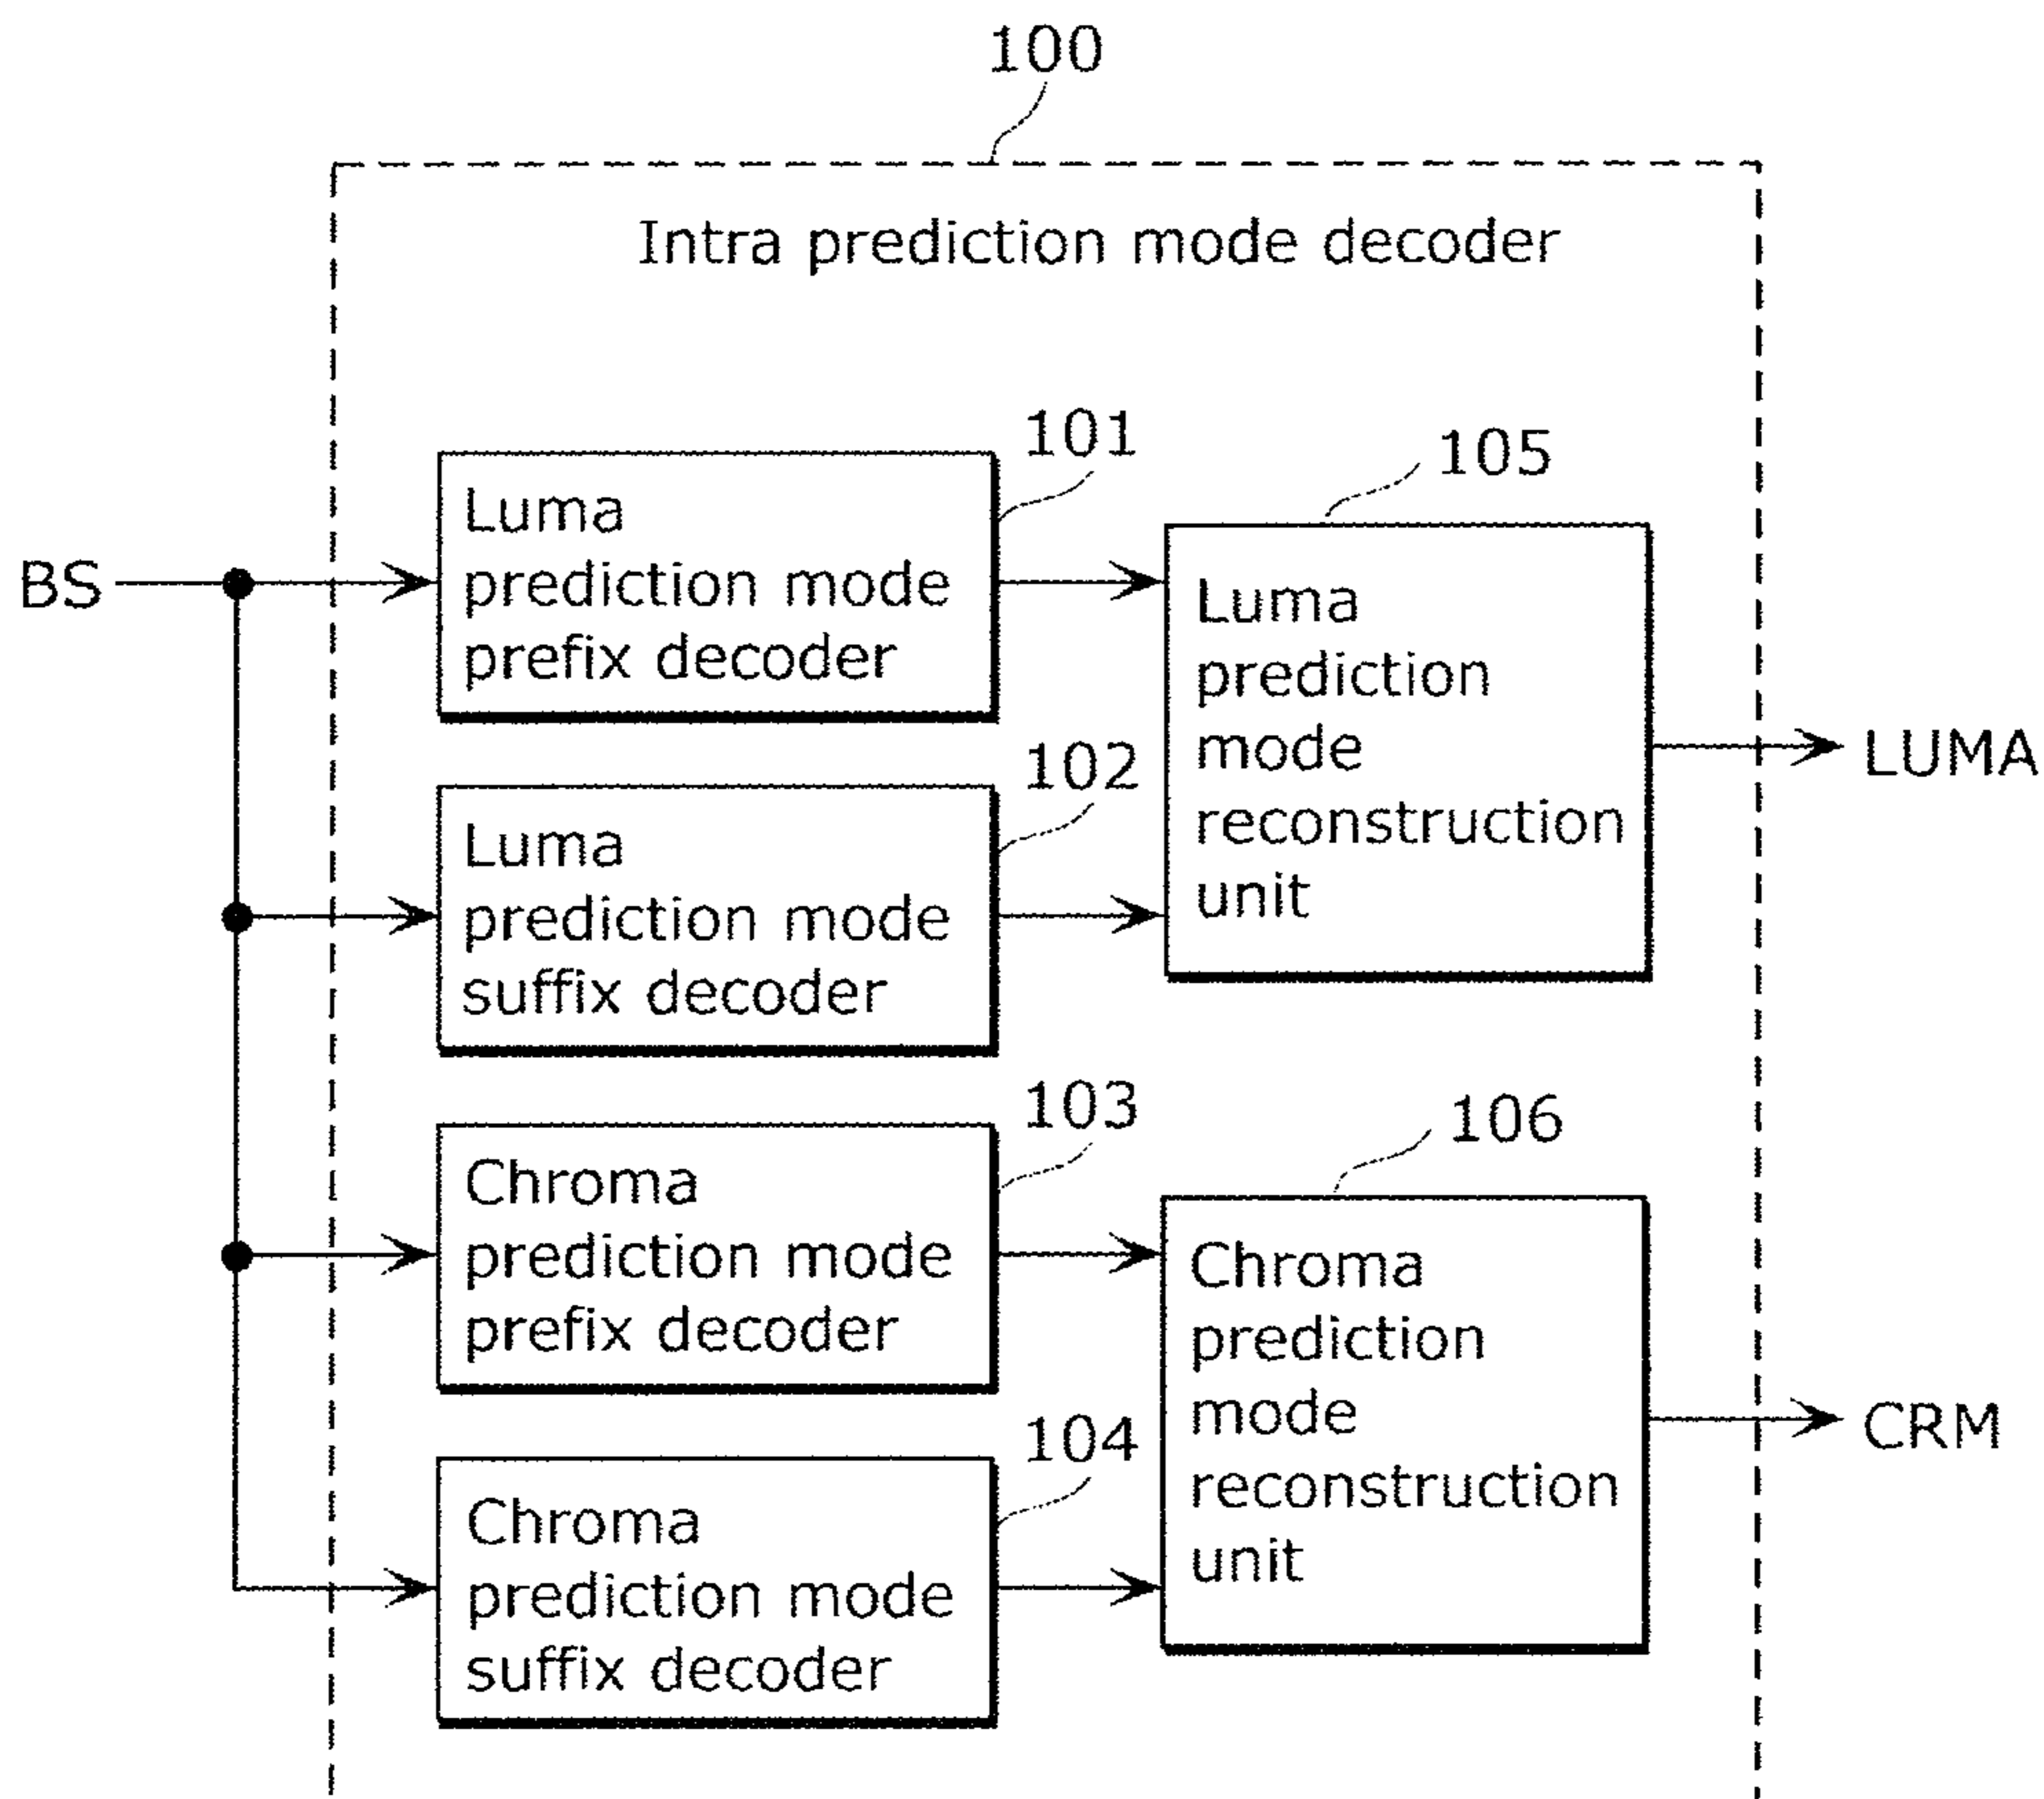 100
Intra prediction mode decoder
101
Luma
prediction mode
prefix decoder
105
Luma
prediction
mode
reconstruction
unit
BS
LUMA
102
Luma
prediction mode
suffix decoder
103
Chroma
prediction mode
prefix decoder
106
Chroma
prediction
mode
reconstruction
unit
CRM
104
Chroma
prediction mode
suffix decoder